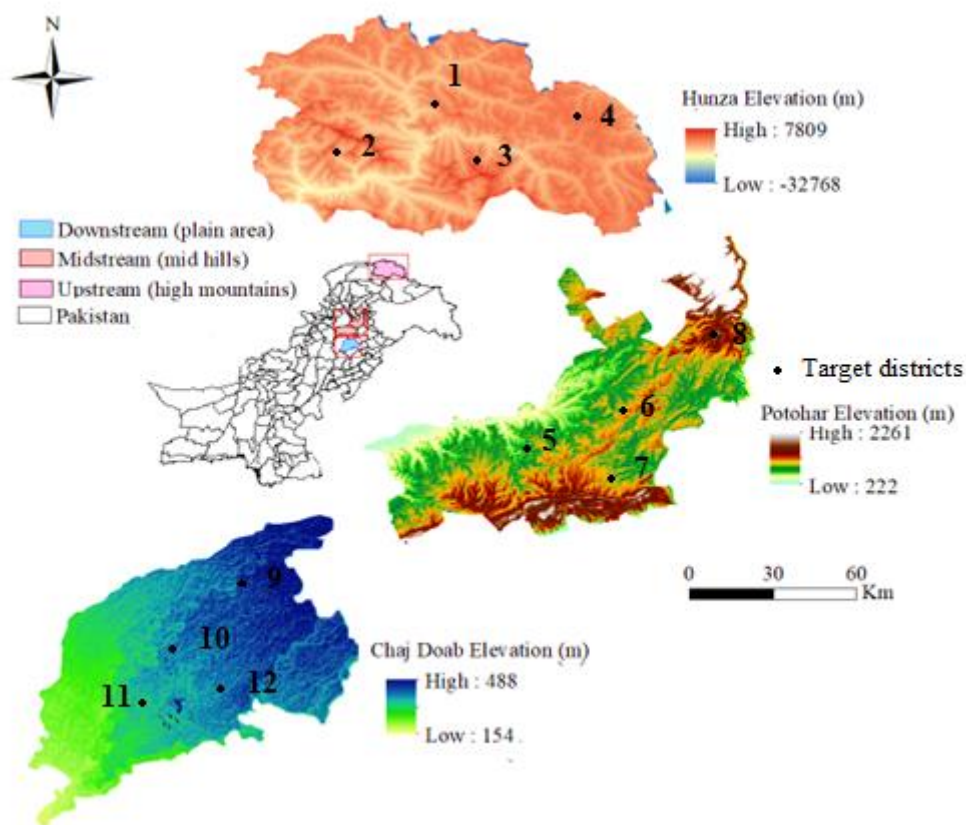 N
1
4
2
3
Hunza Elevation (m)
High : 7809
Low : -32768
Downstream (plain area)
Midstream (mid hills)
Upstream (high mountains)
Pakistan
8
Target districts
6
5
7
Potohar Elevation (m)
High : 2261
Low : 222
0 30 60
Km
9
10
12
11
Chaj Doab Elevation (m)
High : 488
Low : 154